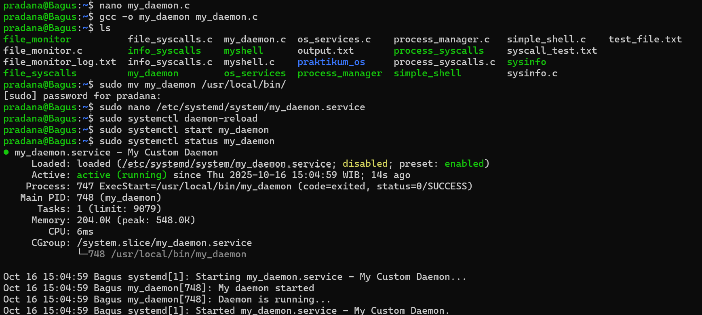 pradana@Bagus:~$ nano my_daemon.c
pradana@Bagus:~$ gcc -o my_daemon my_daemon.c
pradana@Bagus:~$ ls
file_monitor file_syscalls.c my_daemon.c os_services.c process_manager.c simple_shell.c test_file.txt
file_monitor.c info_syscalls myshell output.txt process_syscalls syscall_test.txt
file_monitor_log.txt info_syscalls.c myshell.c praktikum_os process_syscalls.c sysinfo
file_syscalls my_daemon os_services process_manager simple_shell sysinfo.c
pradana@Bagus:~$ sudo mv my_daemon /usr/local/bin/
[sudo] password for pradana:
pradana@Bagus:~$ sudo nano /etc/systemd/system/my_daemon.service
pradana@Bagus:~$ sudo systemctl daemon-reload
pradana@Bagus:~$ sudo systemctl start my_daemon
pradana@Bagus:~$ sudo systemctl status my_daemon
● my_daemon.service - My Custom Daemon
Loaded: loaded (/etc/systemd/system/my_daemon.service; disabled; preset: enabled)
Active: active (running) since Thu 2025-10-16 15:04:59 WIB; 14s ago
Process: 747 ExecStart=/usr/local/bin/my_daemon (code=exited, status=0/SUCCESS)
Main PID: 748 (my_daemon)
Tasks: 1 (limit: 9079)
Memory: 204.0K (peak: 548.0K)
CPU: 6ms
CGroup: /system.slice/my_daemon.service
└─748 /usr/local/bin/my_daemon
Oct 16 15:04:59 Bagus systemd[1]: Starting my_daemon.service - My Custom Daemon...
Oct 16 15:04:59 Bagus my_daemon[748]: My daemon started
Oct 16 15:04:59 Bagus my_daemon[748]: Daemon is running...
Oct 16 15:04:59 Bagus systemd[1]: Started my_daemon.service - My Custom Daemon.